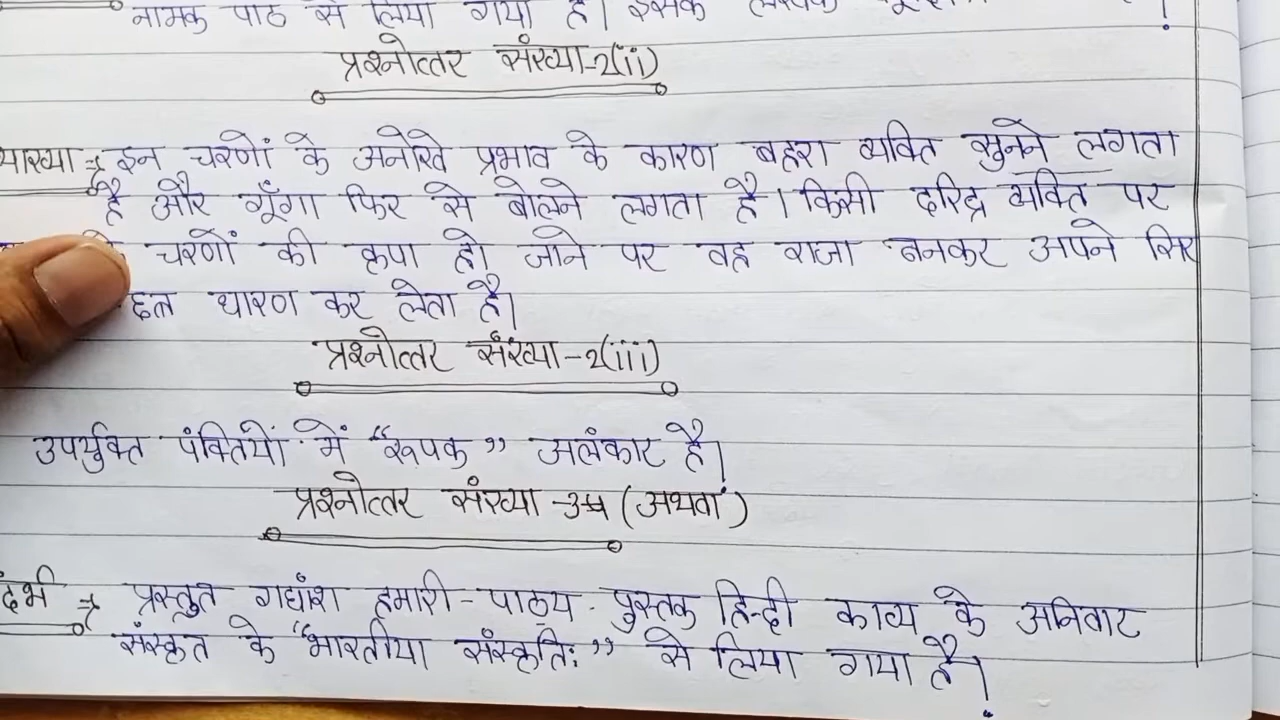 नामक पाठ से लिया गया है। इसके लेखक
प्रश्नोत्तर संख्या-2(ii)
याख्या ⇒ इन चरणों के अनोखे प्रभाव के कारण बहरा व्यक्ति सुनने लगता
है और गूँगा फिर से बोलने लगता है। किसी दरिद्र व्यक्ति पर
चरणों की कृपा हो जाने पर वह राजा बनकर अपने सिर
छत्र धारण कर लेता है।
प्रश्नोत्तर संख्या-2(iii)
उपर्युक्त पंक्तियों में “रूपक” अलंकार है।
प्रश्नोत्तर संख्या (अथवा)
दर्भ ⇒ प्रस्तुत गद्यांश हमारी-पाठ्य-पुस्तक हिन्दी काव्य के अनिवार
संस्कृत के “भारतीया संस्कृतिः” से लिया गया है।